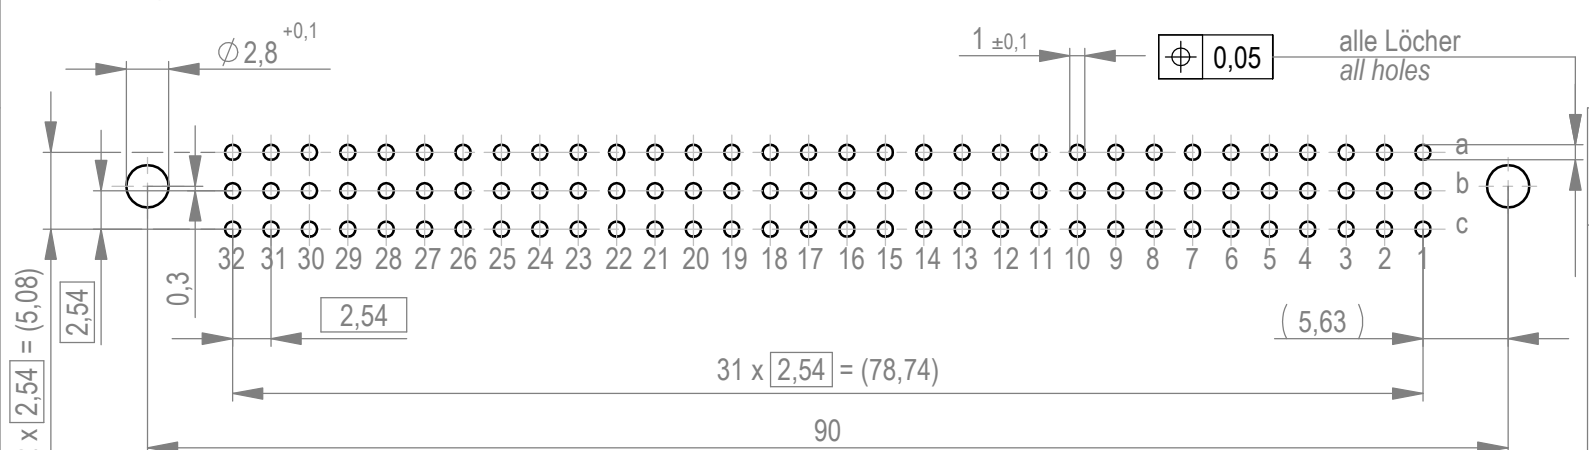 ⌀ 2,8 +0,1
1 ±0,1
⌖ 0,05
alle Löcher
all holes
a
b
c
32 31 30 29 28 27 26 25 24 23 22 21 20 19 18 17 16 15 14 13 12 11 10 9 8 7 6 5 4 3 2 1
x 2,54 = (5,08)
2,54
0,3
2,54
( 5,63 )
31 x 2,54 = (78,74)
90